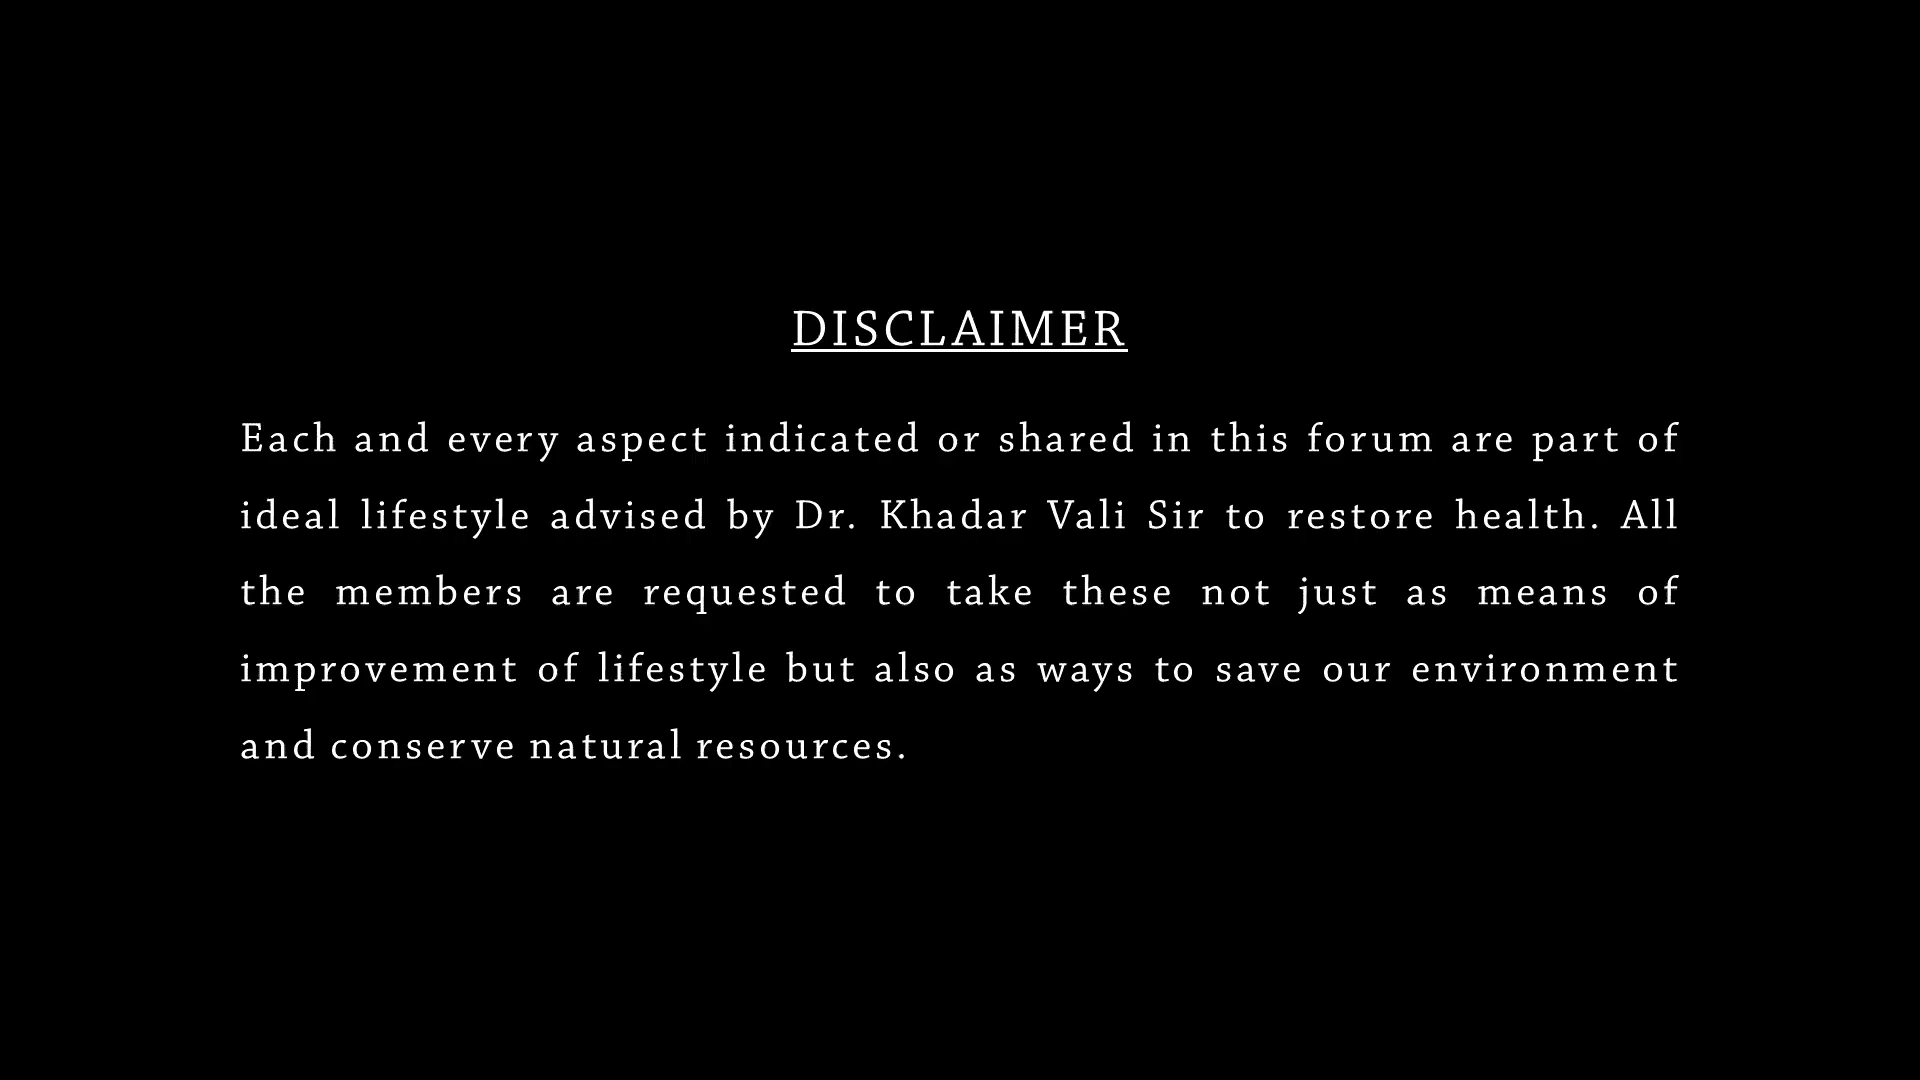 DISCLAIMER
Each and every aspect indicated or shared in this forum are part of
ideal lifestyle advised by Dr. Khadar Vali Sir to restore health. All
the members are requested to take these not just as means of
improvement of lifestyle but also as ways to save our environment
and conserve natural resources.